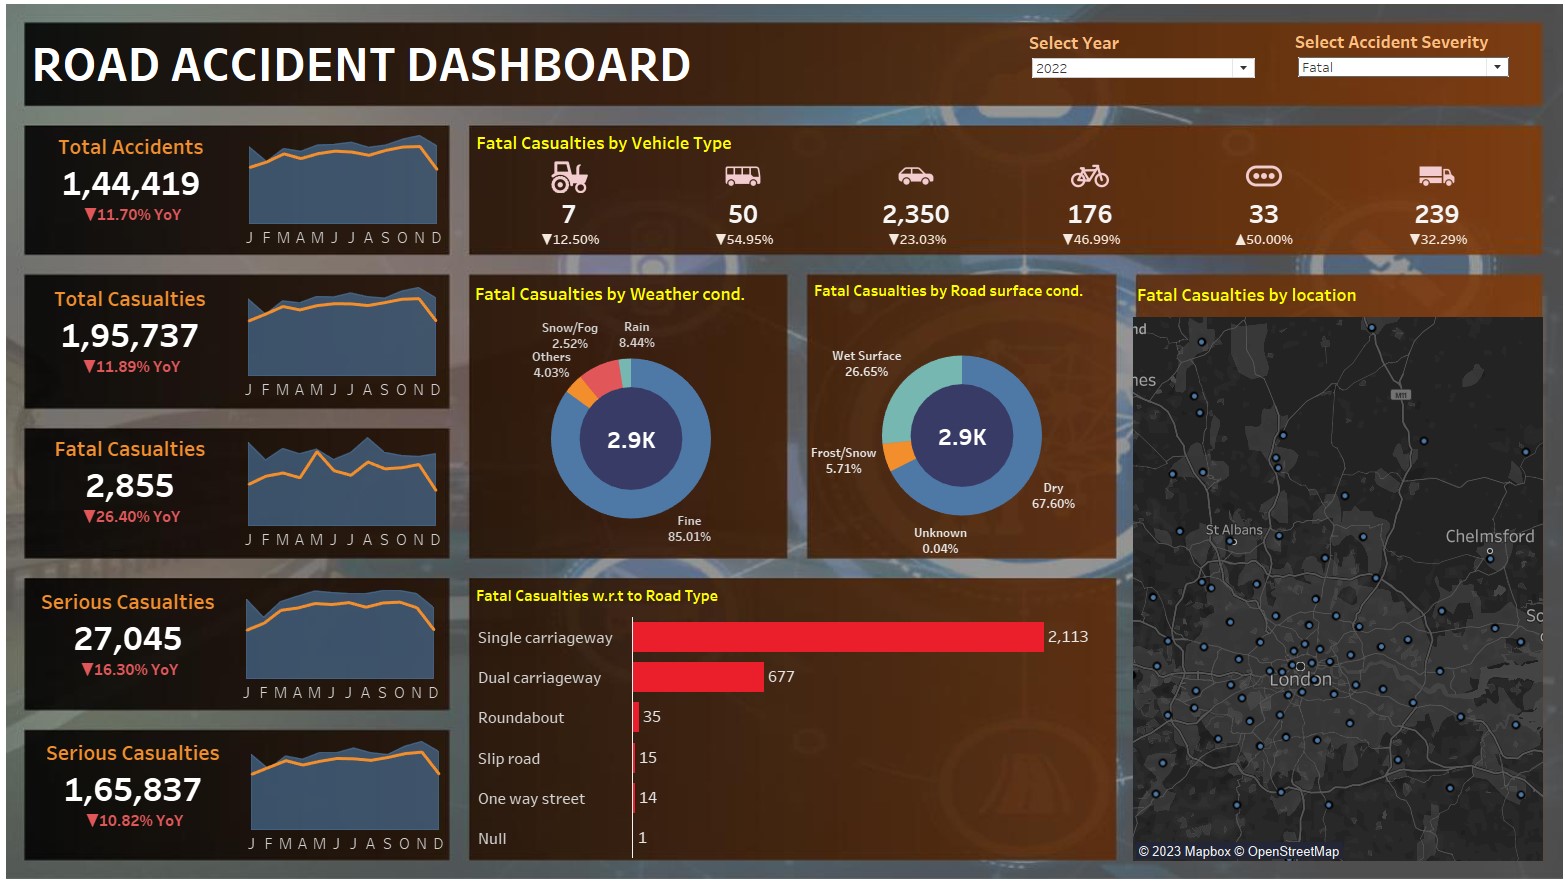 ROAD ACCIDENT DASHBOARD
Select Year
2022
Select Accident Severity
Fatal
Total Accidents
1,44,419
▼11.70% YoY
J F M A M J J A S O N D
Total Casualties
1,95,737
▼11.89% YoY
J F M A M J J A S O N D
Fatal Casualties
2,855
▼26.40% YoY
J F M A M J J A S O N D
Serious Casualties
27,045
▼16.30% YoY
J F M A M J J A S O N D
Serious Casualties
1,65,837
▼10.82% YoY
J F M A M J J A S O N D
Fatal Casualties by Vehicle Type
7 50 2,350 176 33 239
▼12.50% ▼54.95% ▼23.03% ▼46.99% ▲50.00% ▼32.29%
Fatal Casualties by Weather cond.
Snow/Fog
2.52%
Rain
8.44%
Others
4.03%
2.9K
Fine
85.01%
Fatal Casualties by Road surface cond.
Wet Surface
26.65%
2.9K
Frost/Snow
5.71%
Dry
67.60%
Unknown
0.04%
Fatal Casualties w.r.t to Road Type
Single carriageway 2,113
Dual carriageway 677
Roundabout 35
Slip road 15
One way street 14
Null 1
Fatal Casualties by location
nd
nes
M11
St Albans
Chelmsford
So
London
© 2023 Mapbox © OpenStreetMap